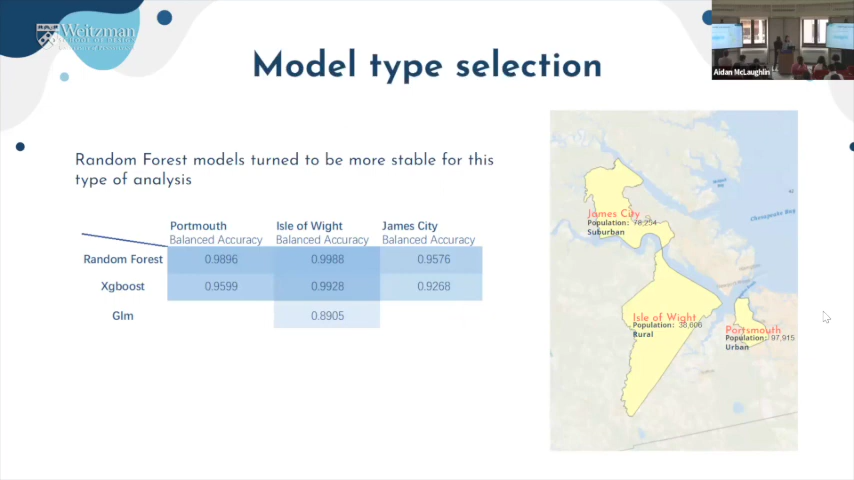 Weitzman
Model type selection
Aidan McLaughlin
Random Forest models turned to be more stable for this
type of analysis
Portmouth Isle of Wight James City
Balanced Accuracy Balanced Accuracy Balanced Accuracy
Random Forest 0.9896 0.9988 0.9576
Xgboost 0.9599 0.9928 0.9268
Glm 0.8905
James City
Population: 78,254
Suburban
Chesapeake Bay
Isle of Wight
Population: 38,606
Rural
Portsmouth
Population: 97,915
Urban